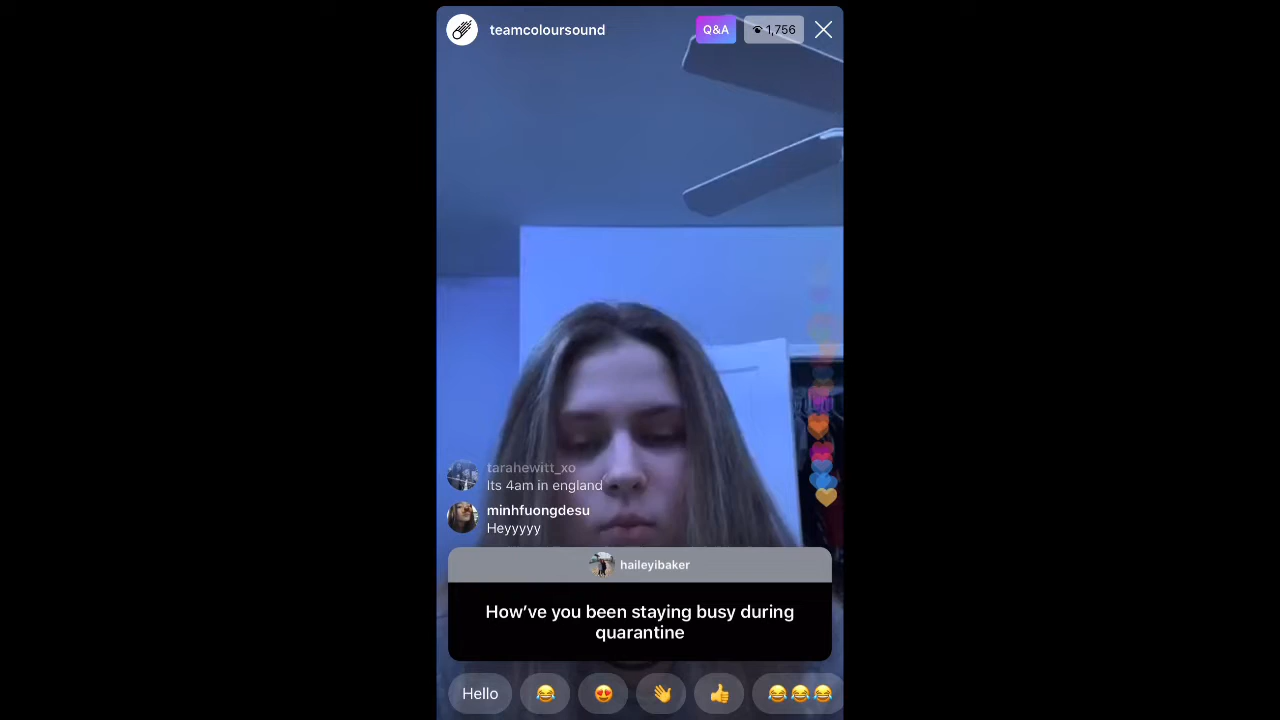 teamcoloursound
Q&A
1,756
tarahewitt_xo
Its 4am in england
minhfuongdesu
Heyyyyy
haileyibaker
How’ve you been staying busy during
quarantine
Hello